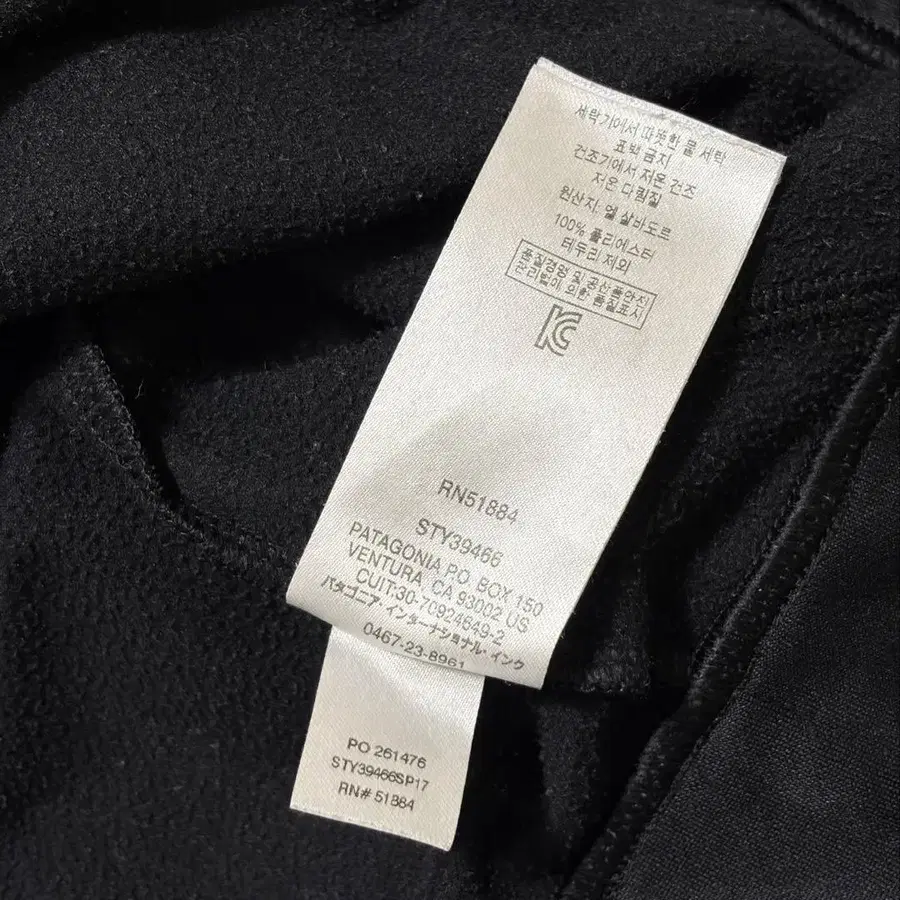 세탁기에서 따뜻한 물 세탁
표백 금지
건조기에서 저온 건조
저온 다림질
원산지: 엘 살바도르
100% 폴리에스터
테두리 제외
품질경영 및 공산품안전
관리법에 의한 품질표시
KC
RN51884
STY39466
PATAGONIA P.O. BOX 150
VENTURA, CA 93002 US
CUIT:30-70924649-2
パタゴニア・インターナショナル・インク
0467-23-8961
PO 261476
STY39466SP17
RN# 51884